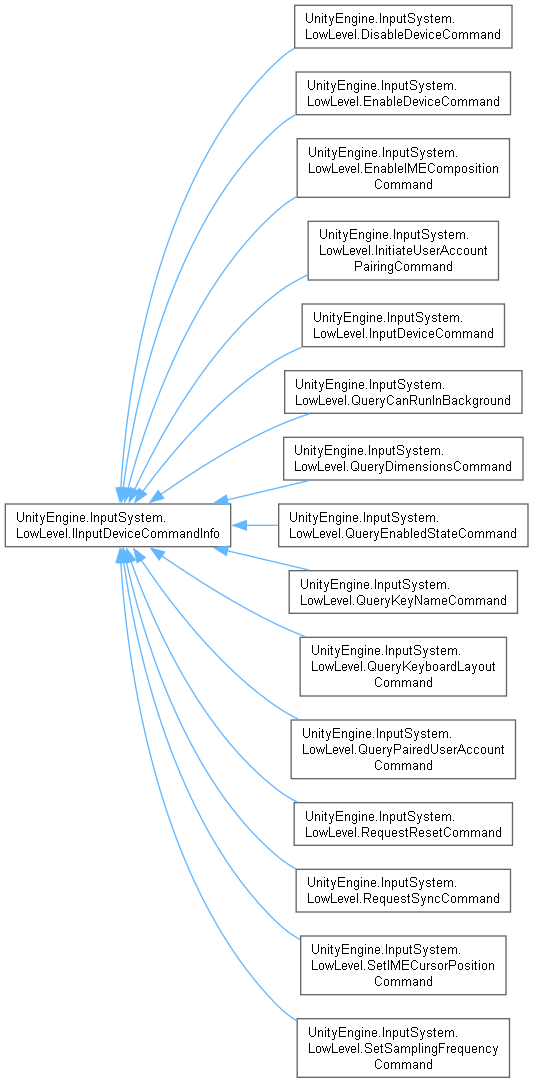 UnityEngine.InputSystem.
LowLevel.DisableDeviceCommand
UnityEngine.InputSystem.
LowLevel.EnableDeviceCommand
UnityEngine.InputSystem.
LowLevel.EnableIMEComposition
Command
UnityEngine.InputSystem.
LowLevel.InitiateUserAccount
PairingCommand
UnityEngine.InputSystem.
LowLevel.InputDeviceCommand
UnityEngine.InputSystem.
LowLevel.QueryCanRunInBackground
UnityEngine.InputSystem.
LowLevel.QueryDimensionsCommand
UnityEngine.InputSystem.
LowLevel.IInputDeviceCommandInfo
UnityEngine.InputSystem.
LowLevel.QueryEnabledStateCommand
UnityEngine.InputSystem.
LowLevel.QueryKeyNameCommand
UnityEngine.InputSystem.
LowLevel.QueryKeyboardLayout
Command
UnityEngine.InputSystem.
LowLevel.QueryPairedUserAccount
Command
UnityEngine.InputSystem.
LowLevel.RequestResetCommand
UnityEngine.InputSystem.
LowLevel.RequestSyncCommand
UnityEngine.InputSystem.
LowLevel.SetIMECursorPosition
Command
UnityEngine.InputSystem.
LowLevel.SetSamplingFrequency
Command